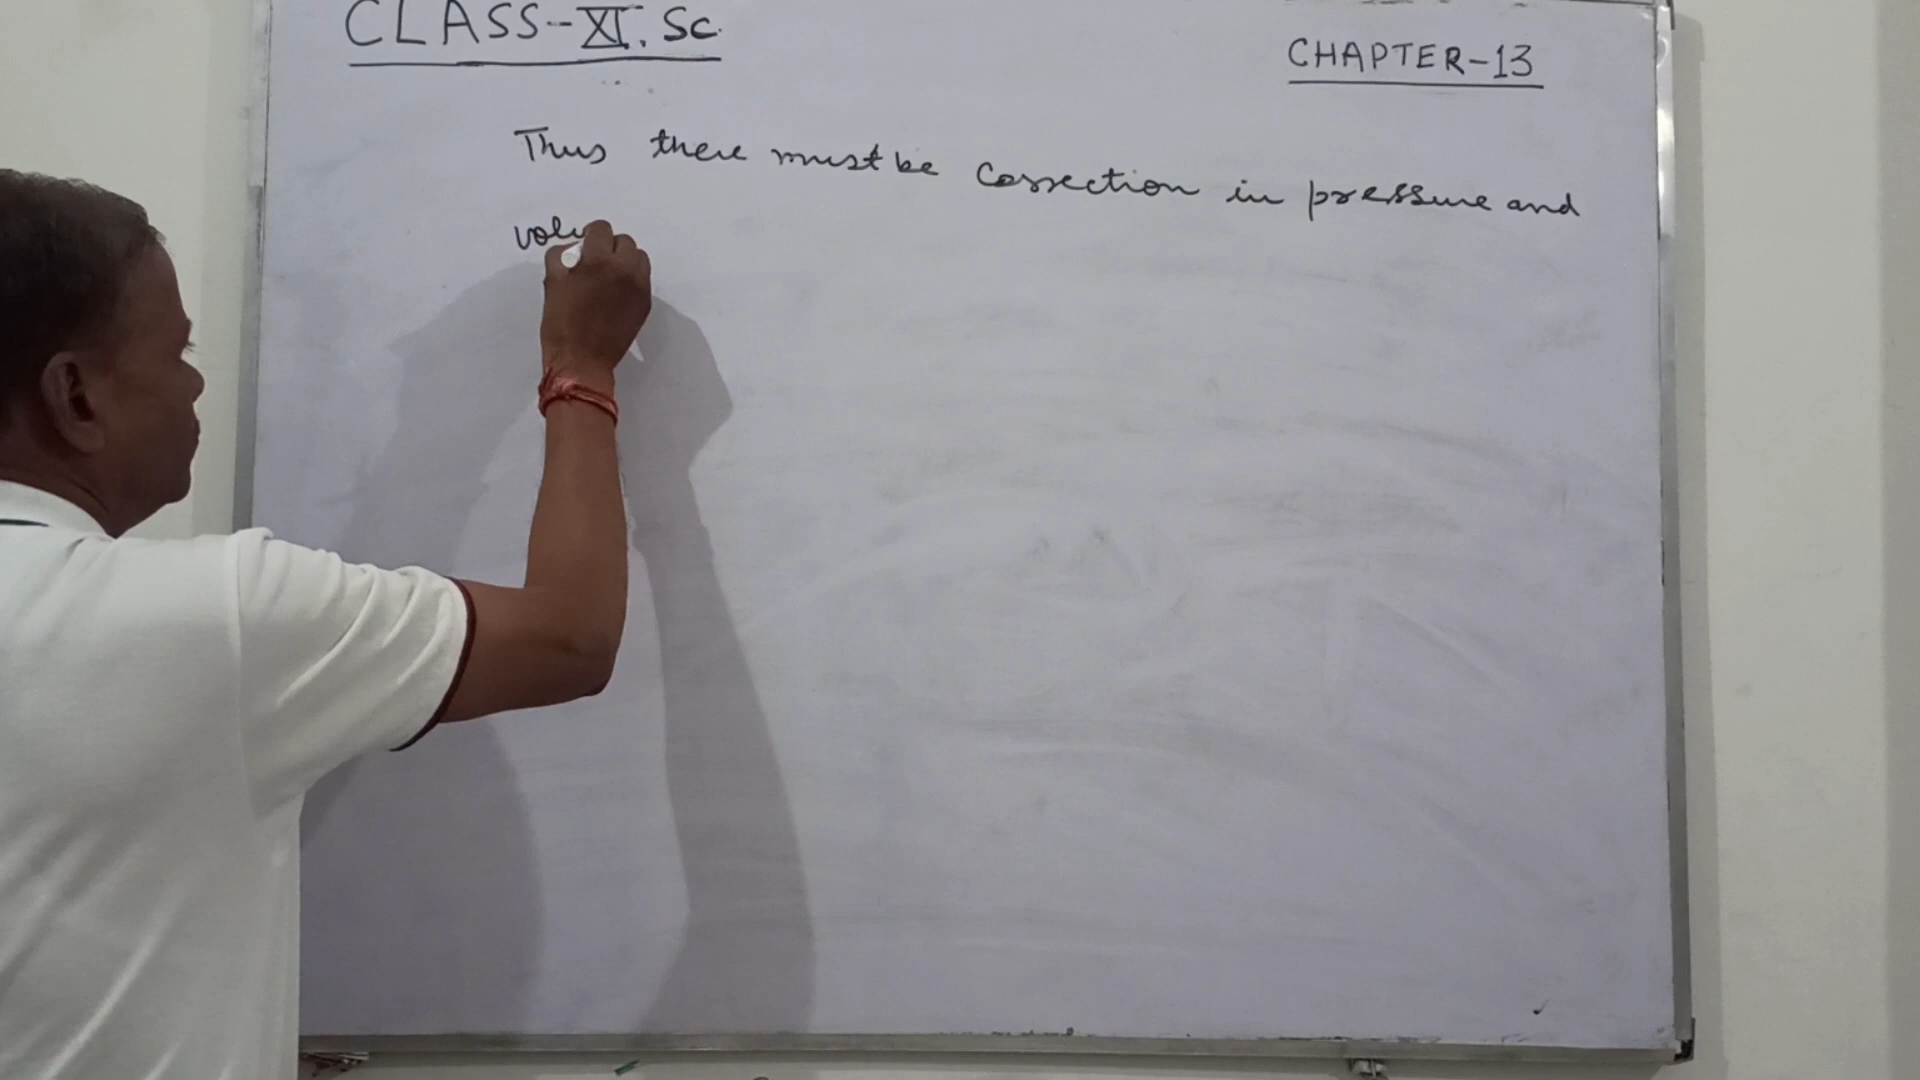 CLASS-XI. Sc.
CHAPTER-13
Thus there must be correction in pressure and
volu